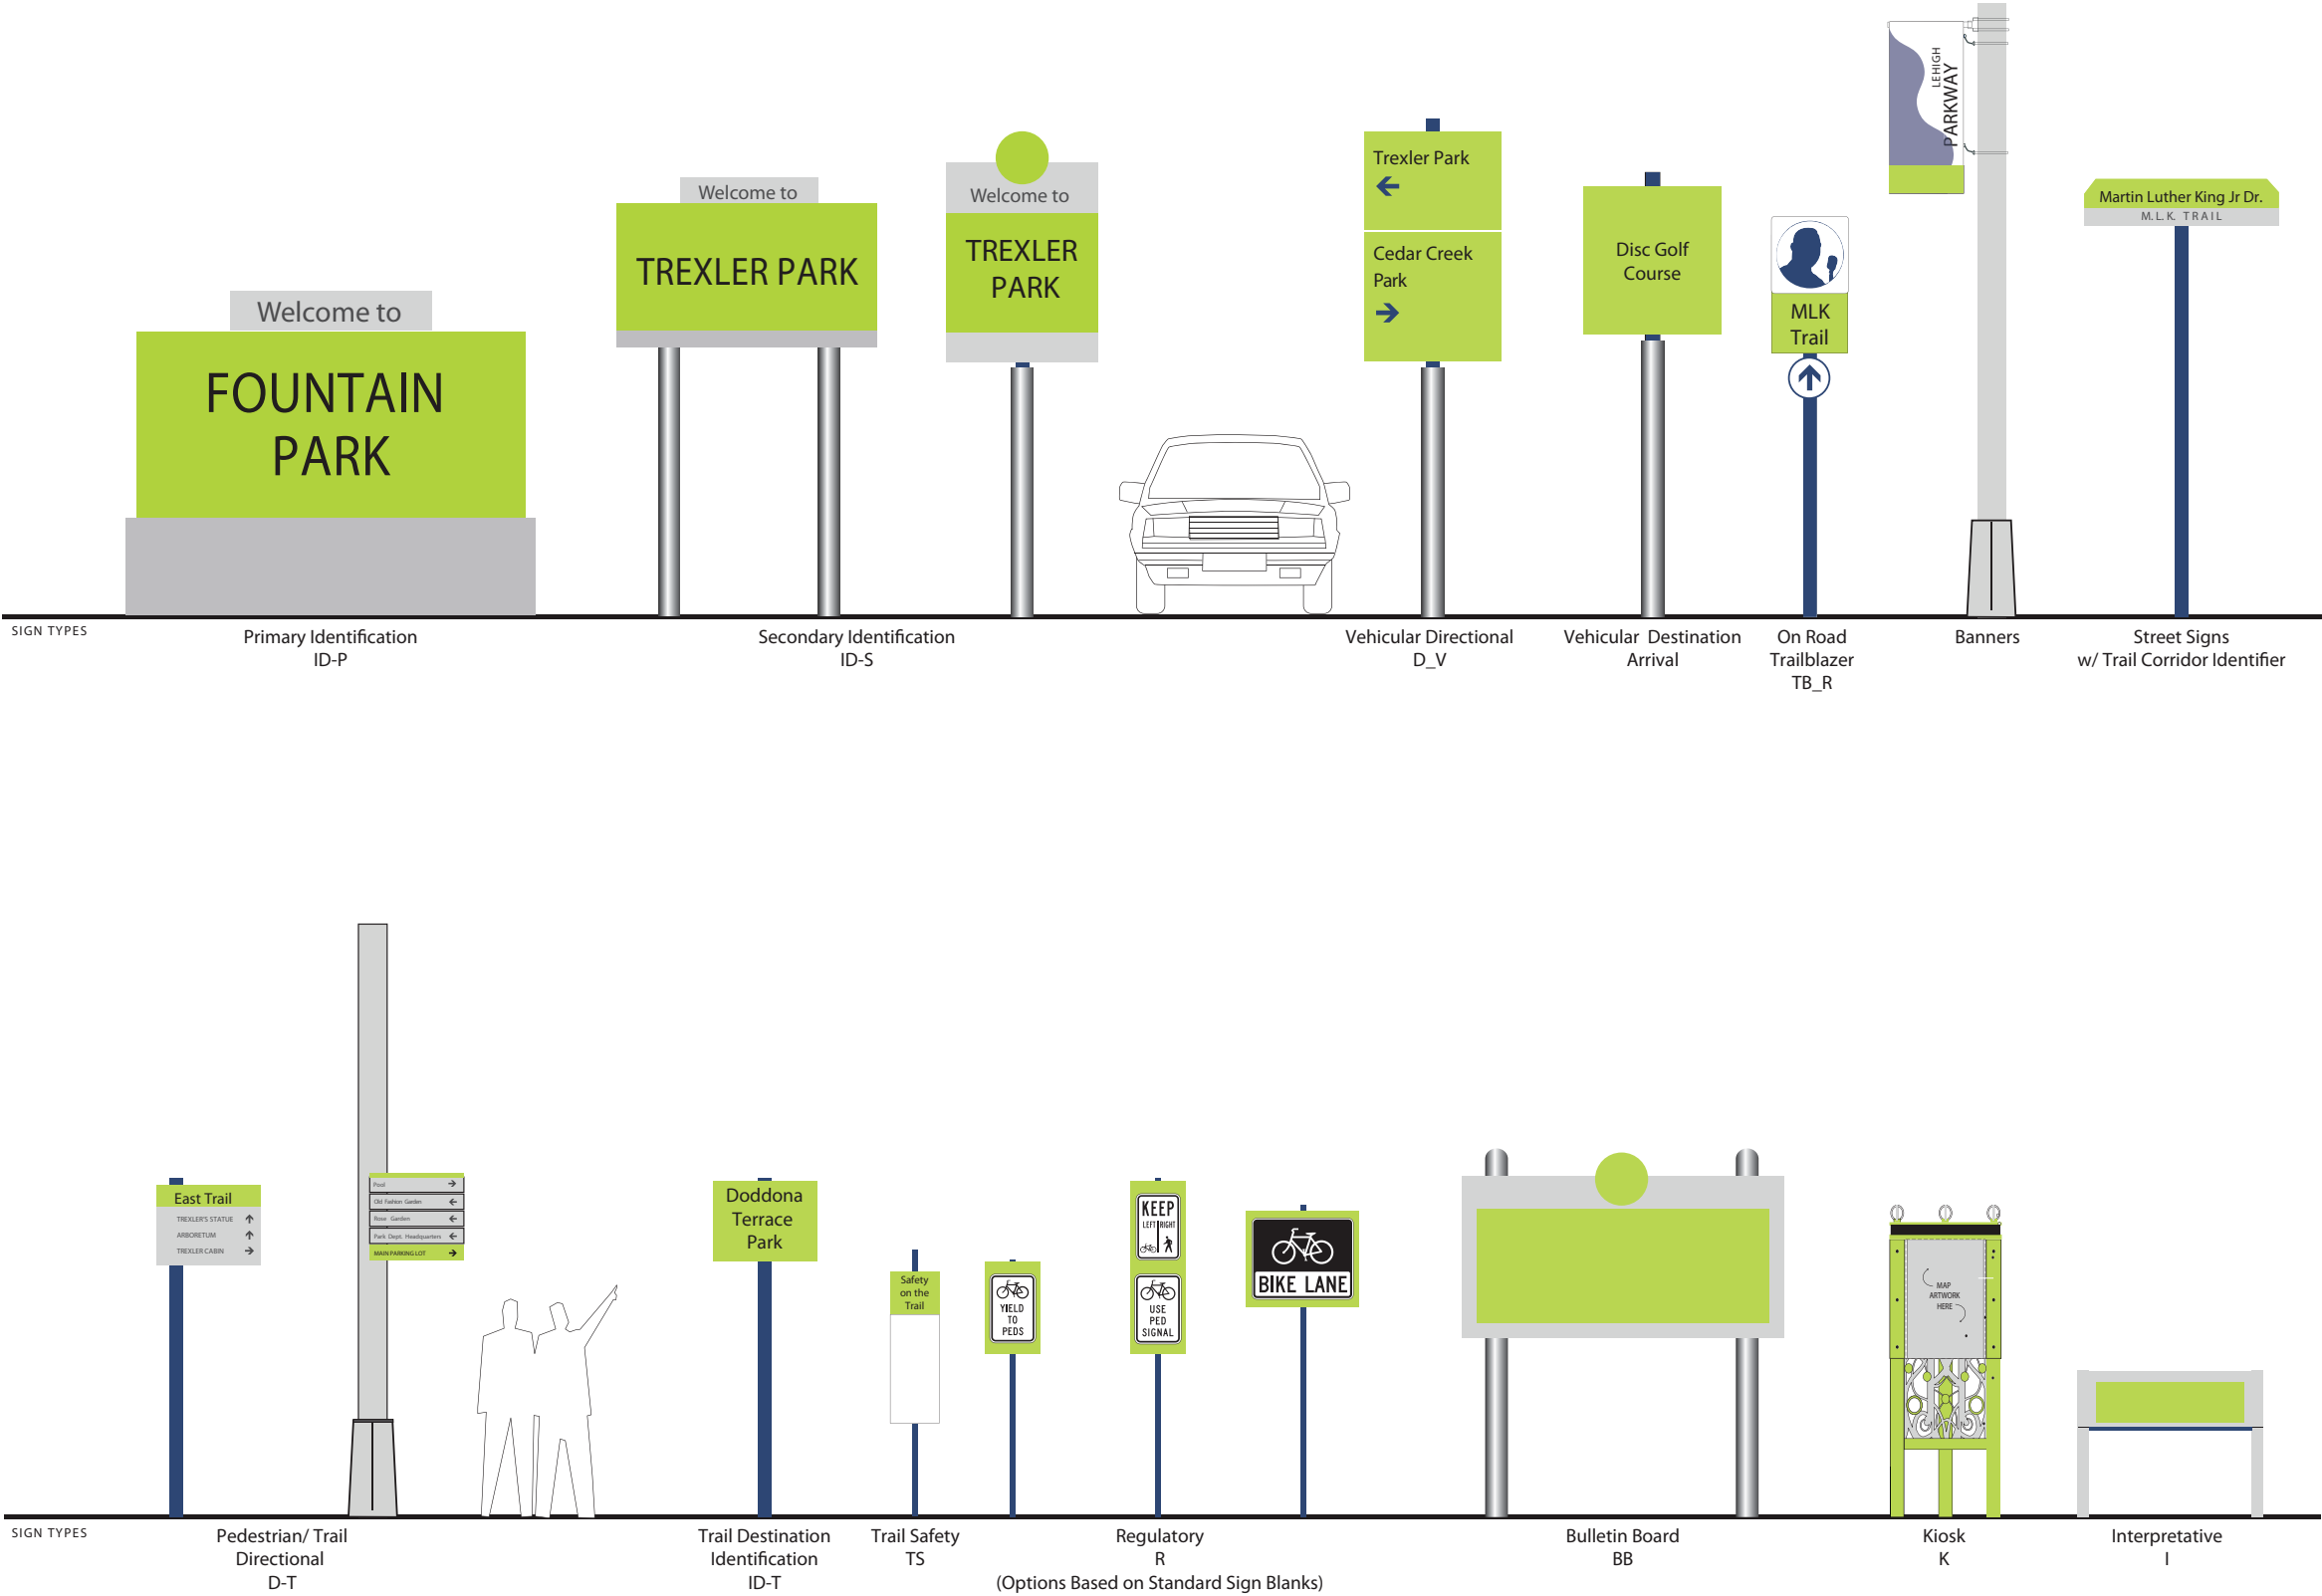 Welcome to
FOUNTAIN
PARK
Welcome to
TREXLER PARK
Welcome to
TREXLER
PARK
Trexler Park
Cedar Creek
Park
Disc Golf
Course
MLK
Trail
LEHIGH
PARKWAY
Martin Luther King Jr Dr.
M.L.K. TRAIL
SIGN TYPES
Primary Identification
ID-P
Secondary Identification
ID-S
Vehicular Directional
D_V
Vehicular Destination
Arrival
On Road
Trailblazer
TB_R
Banners
Street Signs
w/ Trail Corridor Identifier
East Trail
TREXLER'S STATUE
ARBORETUM
TREXLER CABIN
Pool
Old Fashion Garden
Rose Garden
Park Dept. Headquarters
MAIN PARKING LOT
Doddona
Terrace
Park
Safety
on the
Trail
YIELD
TO
PEDS
KEEP
LEFT RIGHT
USE
PED
SIGNAL
BIKE LANE
MAP
ARTWORK
HERE
SIGN TYPES
Pedestrian/ Trail
Directional
D-T
Trail Destination
Identification
ID-T
Trail Safety
TS
Regulatory
R
(Options Based on Standard Sign Blanks)
Bulletin Board
BB
Kiosk
K
Interpretative
I